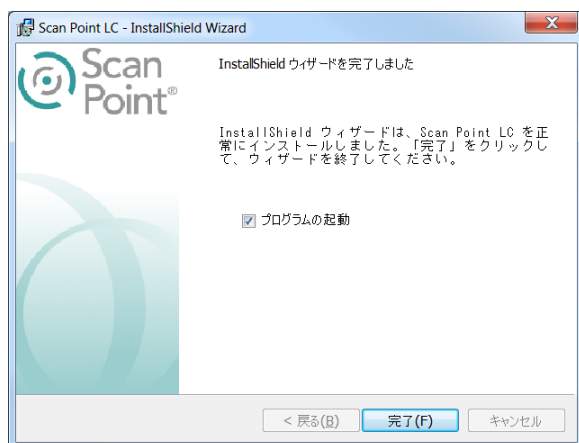 Scan Point LC - InstallShield Wizard
Scan
Point®
InstallShield ウィザードを完了しました
InstallShield ウィザードは、Scan Point LC を正
常にインストールしました。「完了」をクリックし
て、ウィザードを終了してください。
プログラムの起動
< 戻る(B)
完了(F)
キャンセル